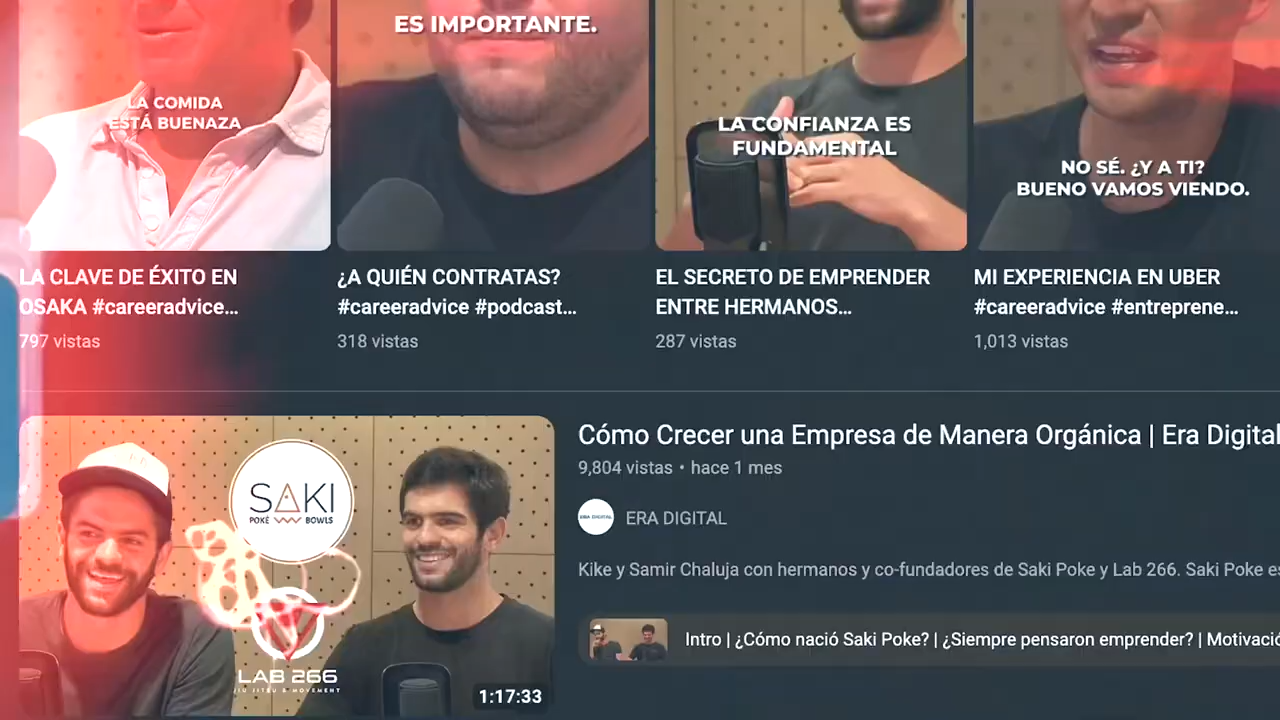 LA COMIDA
ESTÁ BUENAZA
ES IMPORTANTE.
LA CONFIANZA ES
FUNDAMENTAL
NO SÉ. ¿Y A TI?
BUENO VAMOS VIENDO.
LA CLAVE DE ÉXITO EN
OSAKA #careeradvice...
797 vistas
¿A QUIÉN CONTRATAS?
#careeradvice #podcast...
318 vistas
EL SECRETO DE EMPRENDER
ENTRE HERMANOS...
287 vistas
MI EXPERIENCIA EN UBER
#careeradvice #entreprene...
1,013 vistas
SAKI
POKÉ BOWLS
LAB 266
JIU JITSU & MOVEMENT
1:17:33
Cómo Crecer una Empresa de Manera Orgánica | Era Digital
9,804 vistas • hace 1 mes
ERA DIGITAL
ERA DIGITAL
Kike y Samir Chaluja con hermanos y co-fundadores de Saki Poke y Lab 266. Saki Poke es
Intro | ¿Cómo nació Saki Poke? | ¿Siempre pensaron emprender? | Motivació